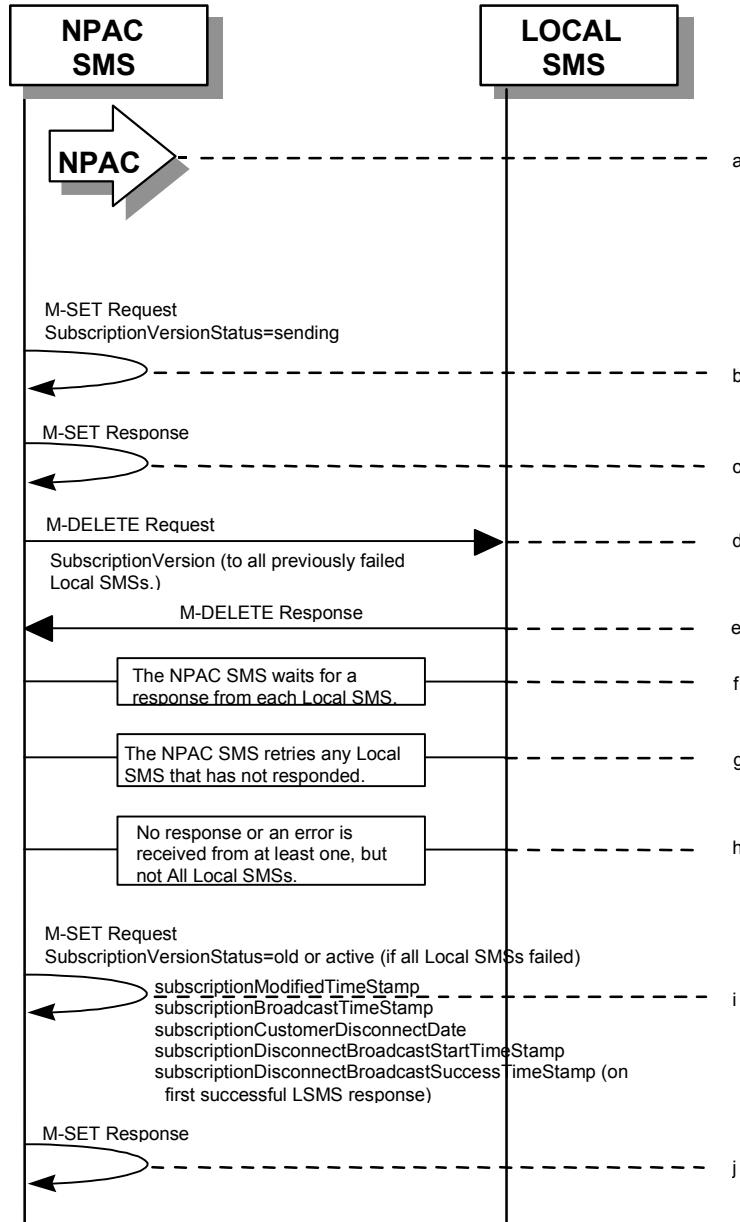 NPAC
SMS
LOCAL
SMS
NPAC
a
M-SET Request
SubscriptionVersionStatus=sending
b
M-SET Response
c
M-DELETE Request
d
SubscriptionVersion (to all previously failed
Local SMSs.)
M-DELETE Response
e
The NPAC SMS waits for a
response from each Local SMS.
f
The NPAC SMS retries any Local
SMS that has not responded.
g
No response or an error is
received from at least one, but
not All Local SMSs.
h
M-SET Request
SubscriptionVersionStatus=old or active (if all Local SMSs failed)
subscriptionModifiedTimeStamp
subscriptionBroadcastTimeStamp
subscriptionCustomerDisconnectDate
subscriptionDisconnectBroadcastStartTimeStamp
subscriptionDisconnectBroadcastSuccessTimeStamp (on
first successful LSMS response)
i
M-SET Response
j